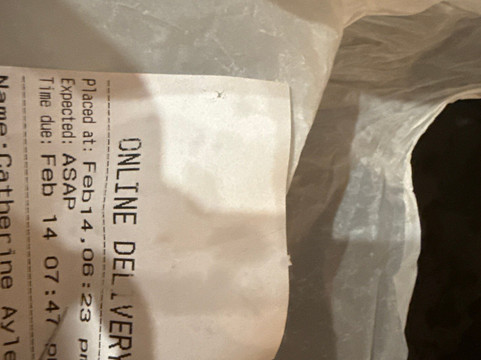 ONLINE DELIVERY
Placed at: Feb14,06:23
Expected: ASAP
Time due: Feb 14 07:47
Name:Catherine